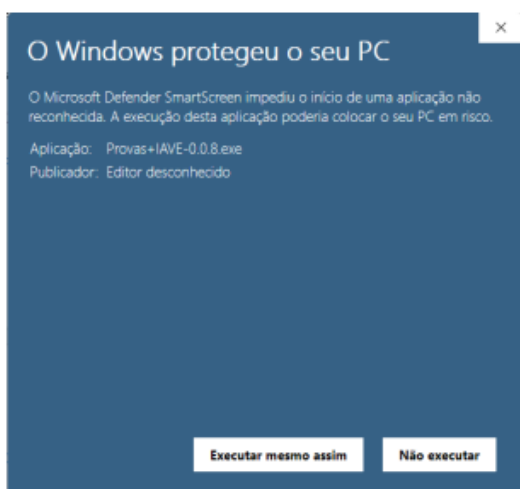 O Windows protegeu o seu PC
O Microsoft Defender SmartScreen impediu o início de uma aplicação não
reconhecida. A execução desta aplicação poderia colocar o seu PC em risco.
Aplicação: Provas+IAVE-0.0.8.exe
Publicador: Editor desconhecido
Executar mesmo assim Não executar